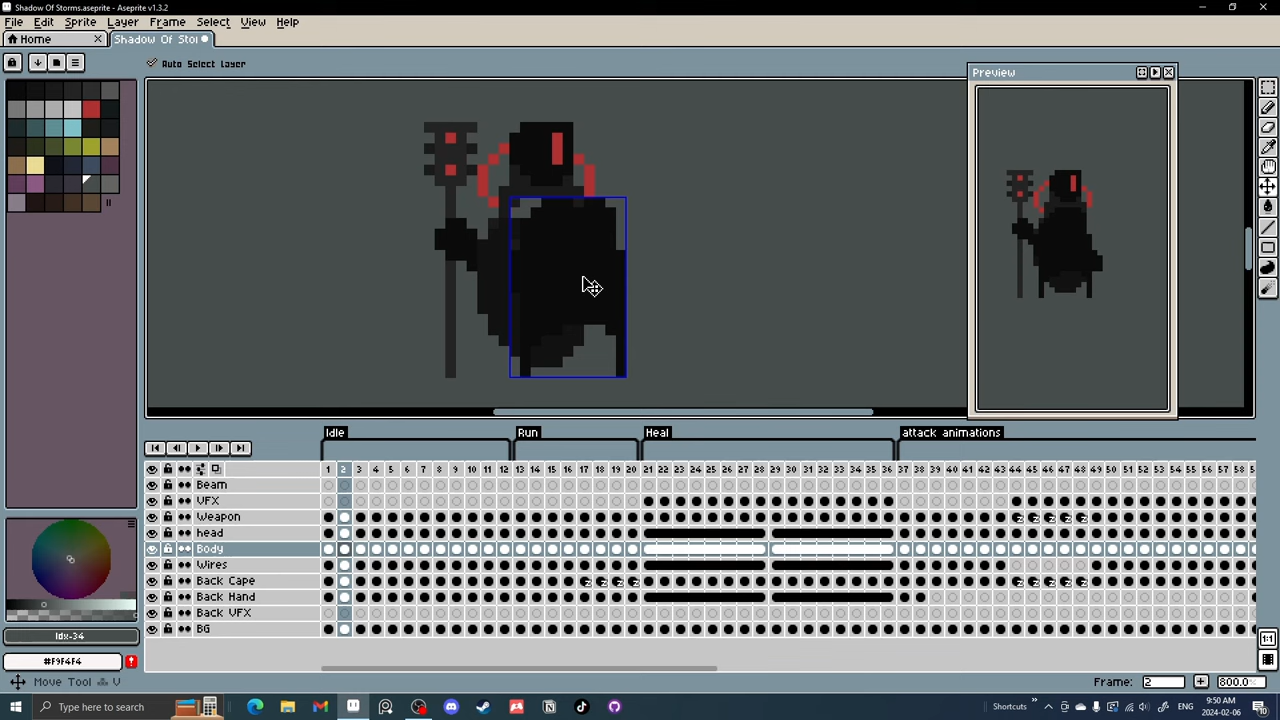 Shadow Of Storms.aseprite - Aseprite v1.3.2
File Edit Sprite Layer Frame Select View Help
Home Shadow Of Stor
Auto Select Layer
Preview
Idle Run Heal attack animations
1 2 3 4 5 6 7 8 9 10 11 12 13 14 15 16 17 18 19 20 21 22 23 24 25 26 27 28 29 30 31 32 33 34 35 36 37 38 39 40 41 42 43 44 45 46 47 48 49 50 51 52 53 54 55 56 57 58
Beam
VFX
Weapon
head
Body
Wires
Back Cape
Back Hand
Back VFX
BG
Idx-34
#F9F4F4
1:1
Move Tool V
Frame: 2 800.0
Type here to search
Shortcuts
9:50 AM
2024-02-06